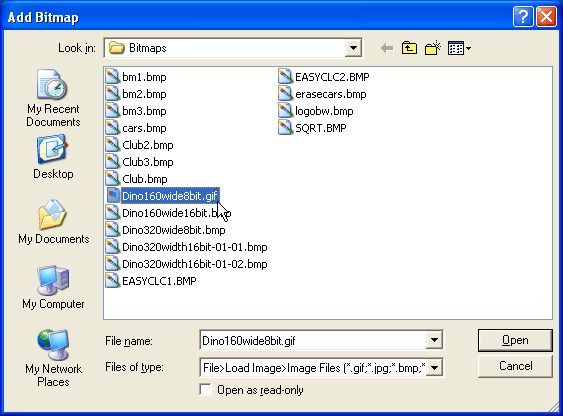 Add Bitmap
Look in:
Bitmaps
My Recent
Documents
Desktop
My Documents
My Computer
My Network
Places
bm1.bmp
bm2.bmp
bm3.bmp
cars.bmp
Club2.bmp
Club3.bmp
Club.bmp
Dino160wide8bit.gif
Dino160wide16bit.bmp
Dino320wide8bit.bmp
Dino320width16bit-01-01.bmp
Dino320width16bit-01-02.bmp
EASYCLC1.BMP
EASYCLC2.BMP
erasecars.bmp
logobw.bmp
SQRT.BMP
File name:
Dino160wide8bit.gif
Open
Files of type:
File>Load Image>Image Files (*.gif;*.jpg;*.bmp;*
Cancel
Open as read-only